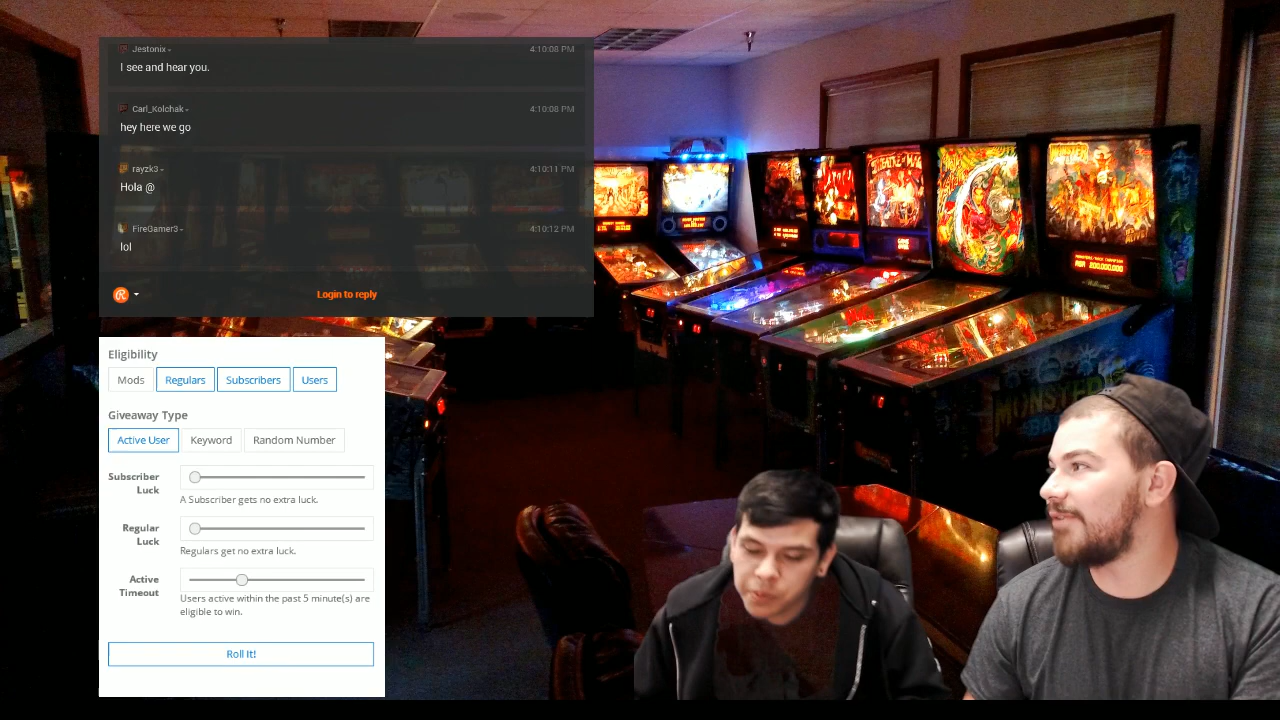 Jestonix
4:10:08 PM
I see and hear you.
Carl_Kolchak
4:10:08 PM
hey here we go
rayzk3
4:10:11 PM
Hola @
FireGamer3
4:10:12 PM
lol
Login to reply
Eligibility
Mods Regulars Subscribers Users
Giveaway Type
Active User Keyword Random Number
Subscriber
Luck
A Subscriber gets no extra luck.
Regular
Luck
Regulars get no extra luck.
Active
Timeout
Users active within the past 5 minute(s) are
eligible to win.
Roll It!
MONSTER